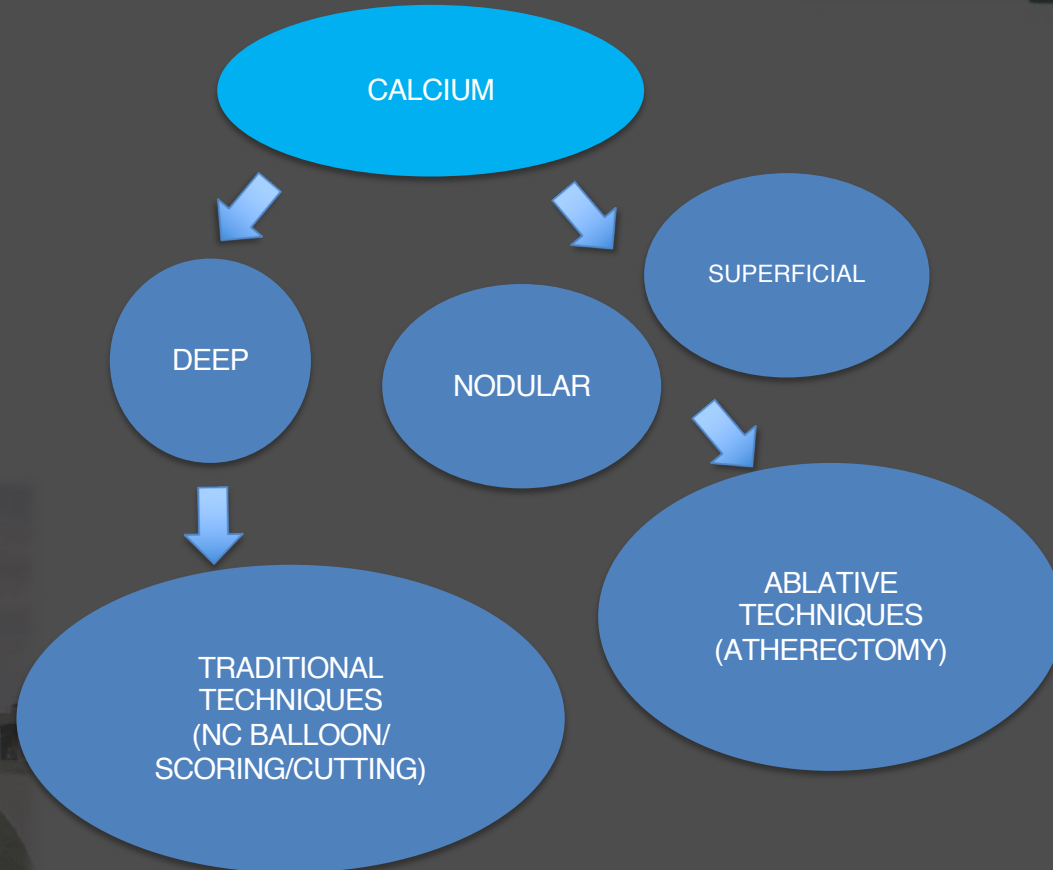 CALCIUM
SUPERFICIAL
DEEP
NODULAR
ABLATIVE
TECHNIQUES
(ATHERECTOMY)
TRADITIONAL
TECHNIQUES
(NC BALLOON/
SCORING/CUTTING)